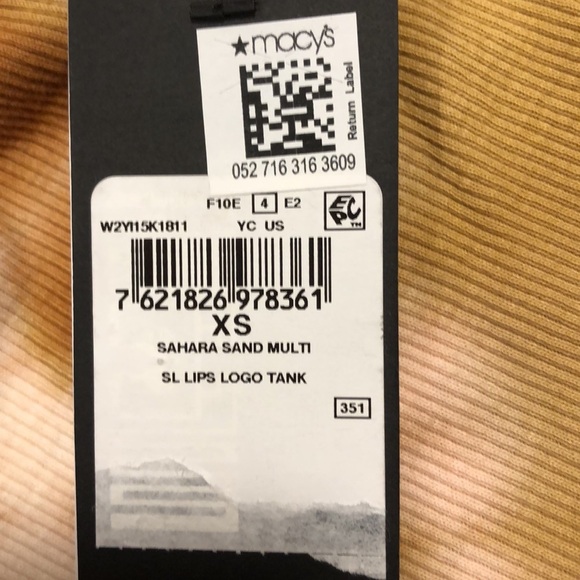 ★macy's
Return Label
052 716 316 3609
F10E 4 E2
EPC™
W2YI15K1811 YC US
7 621826 978361
XS
SAHARA SAND MULTI
SL LIPS LOGO TANK
351